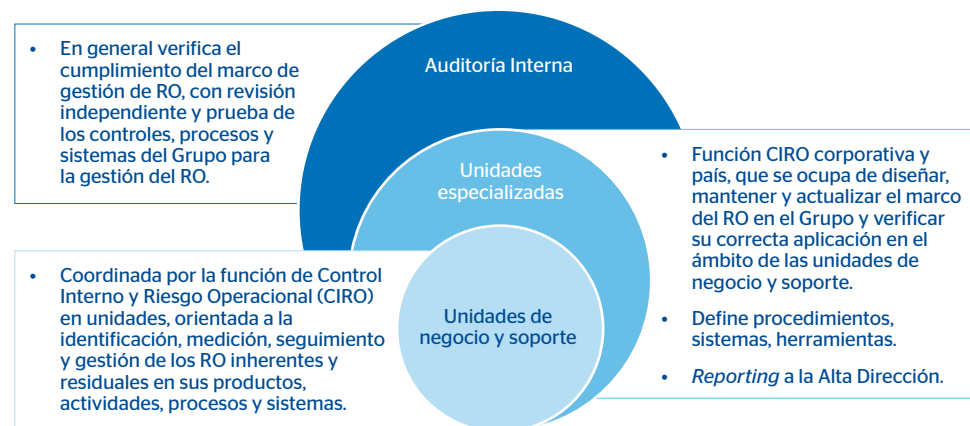 • En general verifica el
cumplimiento del marco de
gestión de RO, con revisión
independiente y prueba de
los controles, procesos y
sistemas del Grupo para
la gestión del RO.
Auditoría Interna
Unidades
especializadas
• Función CIRO corporativa y
país, que se ocupa de diseñar,
mantener y actualizar el marco
del RO en el Grupo y verificar
su correcta aplicación en el
ámbito de las unidades de
negocio y soporte.
• Define procedimientos,
sistemas, herramientas.
• Reporting a la Alta Dirección.
• Coordinada por la función de Control
Interno y Riesgo Operacional (CIRO)
en unidades, orientada a la
identificación, medición, seguimiento
y gestión de los RO inherentes y
residuales en sus productos,
actividades, procesos y sistemas.
Unidades de
negocio y soporte